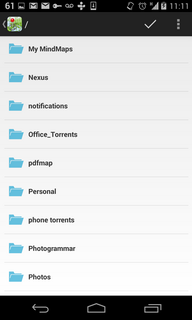 61 11:11
/
My MindMaps
Nexus
notifications
Office_Torrents
pdfmap
Personal
phone torrents
Photogrammar
Photos